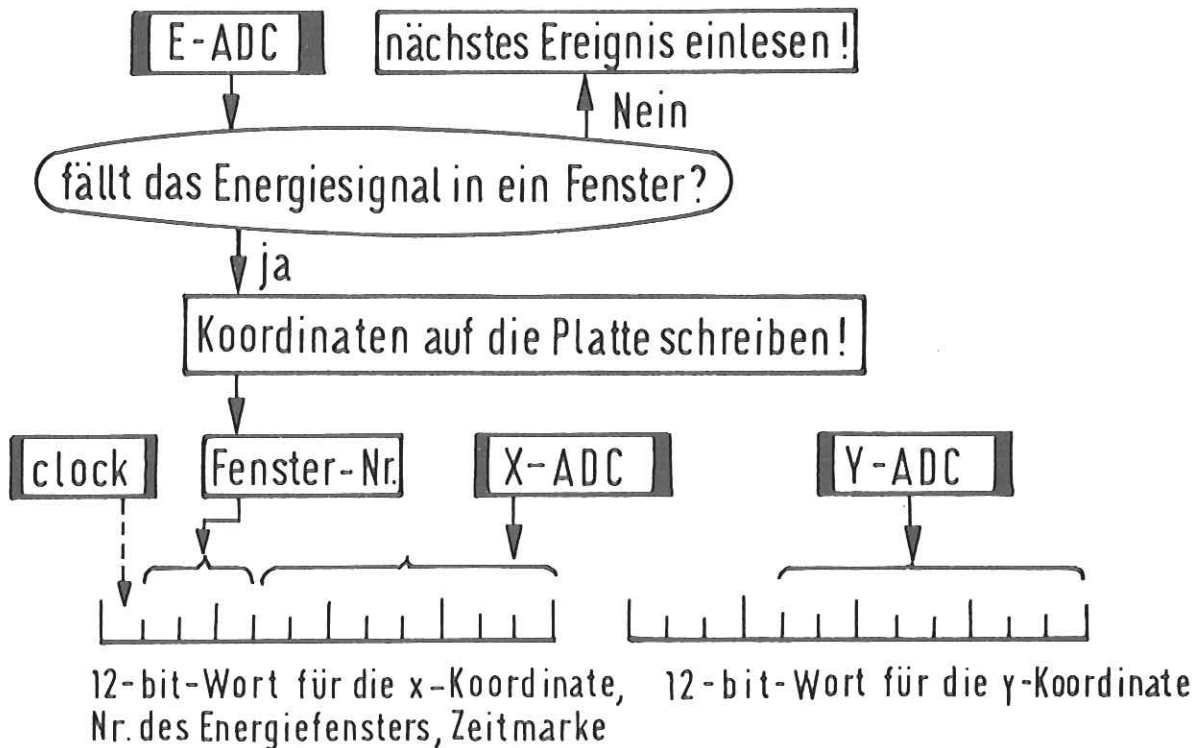 E-ADC
nächstes Ereignis einlesen!
Nein
fällt das Energiesignal in ein Fenster?
ja
Koordinaten auf die Platte schreiben!
clock
Fenster-Nr.
X-ADC
Y-ADC
12-bit-Wort für die x-Koordinate,
Nr. des Energiefensters, Zeitmarke
12-bit-Wort für die y-Koordinate